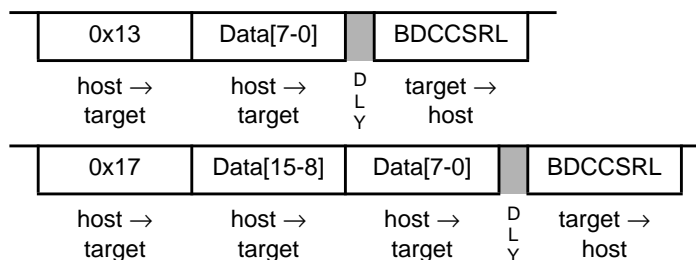 0x13 Data[7-0] BDCCSRL
host → host → D target →
target target L host
Y
0x17 Data[15-8] Data[7-0] BDCCSRL
host → host → host → D target →
target target target L host
Y